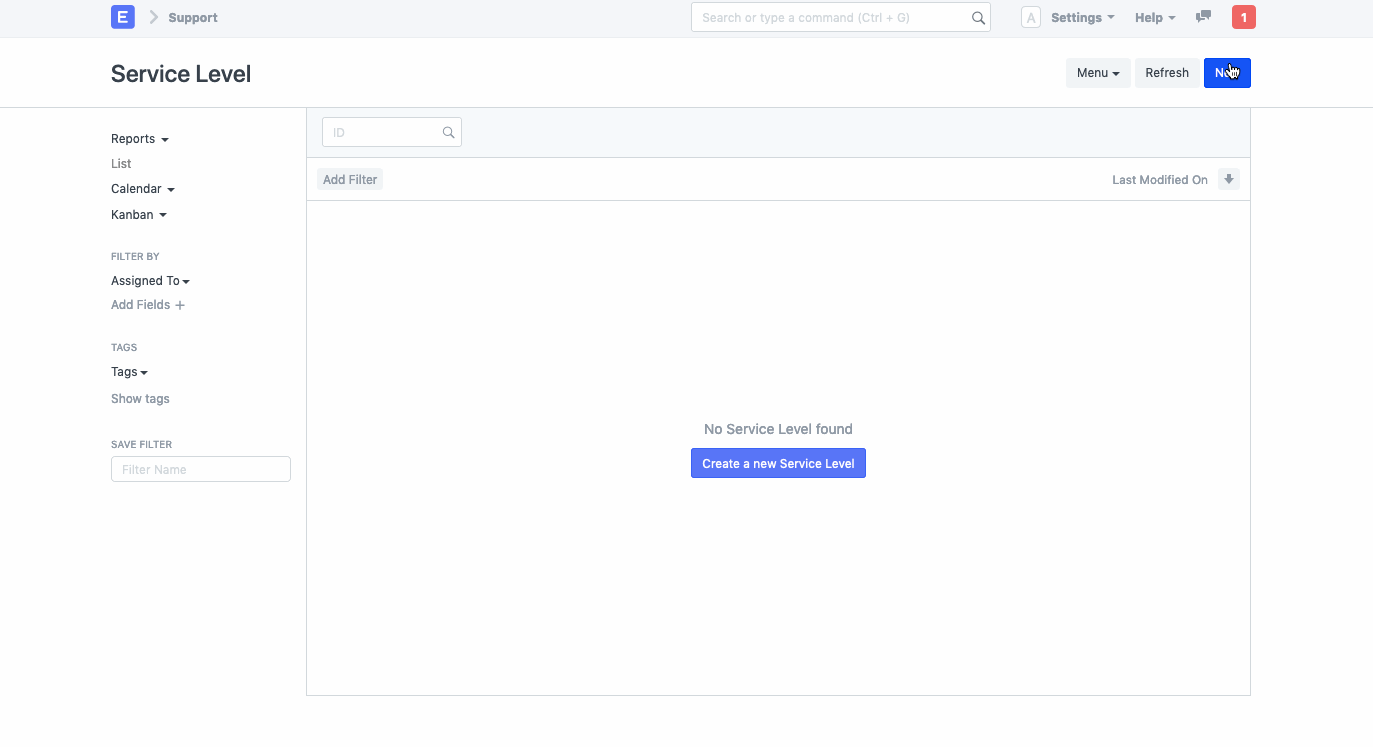 E Support Search or type a command (Ctrl + G) A Settings Help 1
Service Level Menu Refresh
Reports
List
Calendar
Kanban
FILTER BY
Assigned To
Add Fields
TAGS
Tags
Show tags
SAVE FILTER
Filter Name
ID
Add Filter Last Modified On
No Service Level found
Create a new Service Level